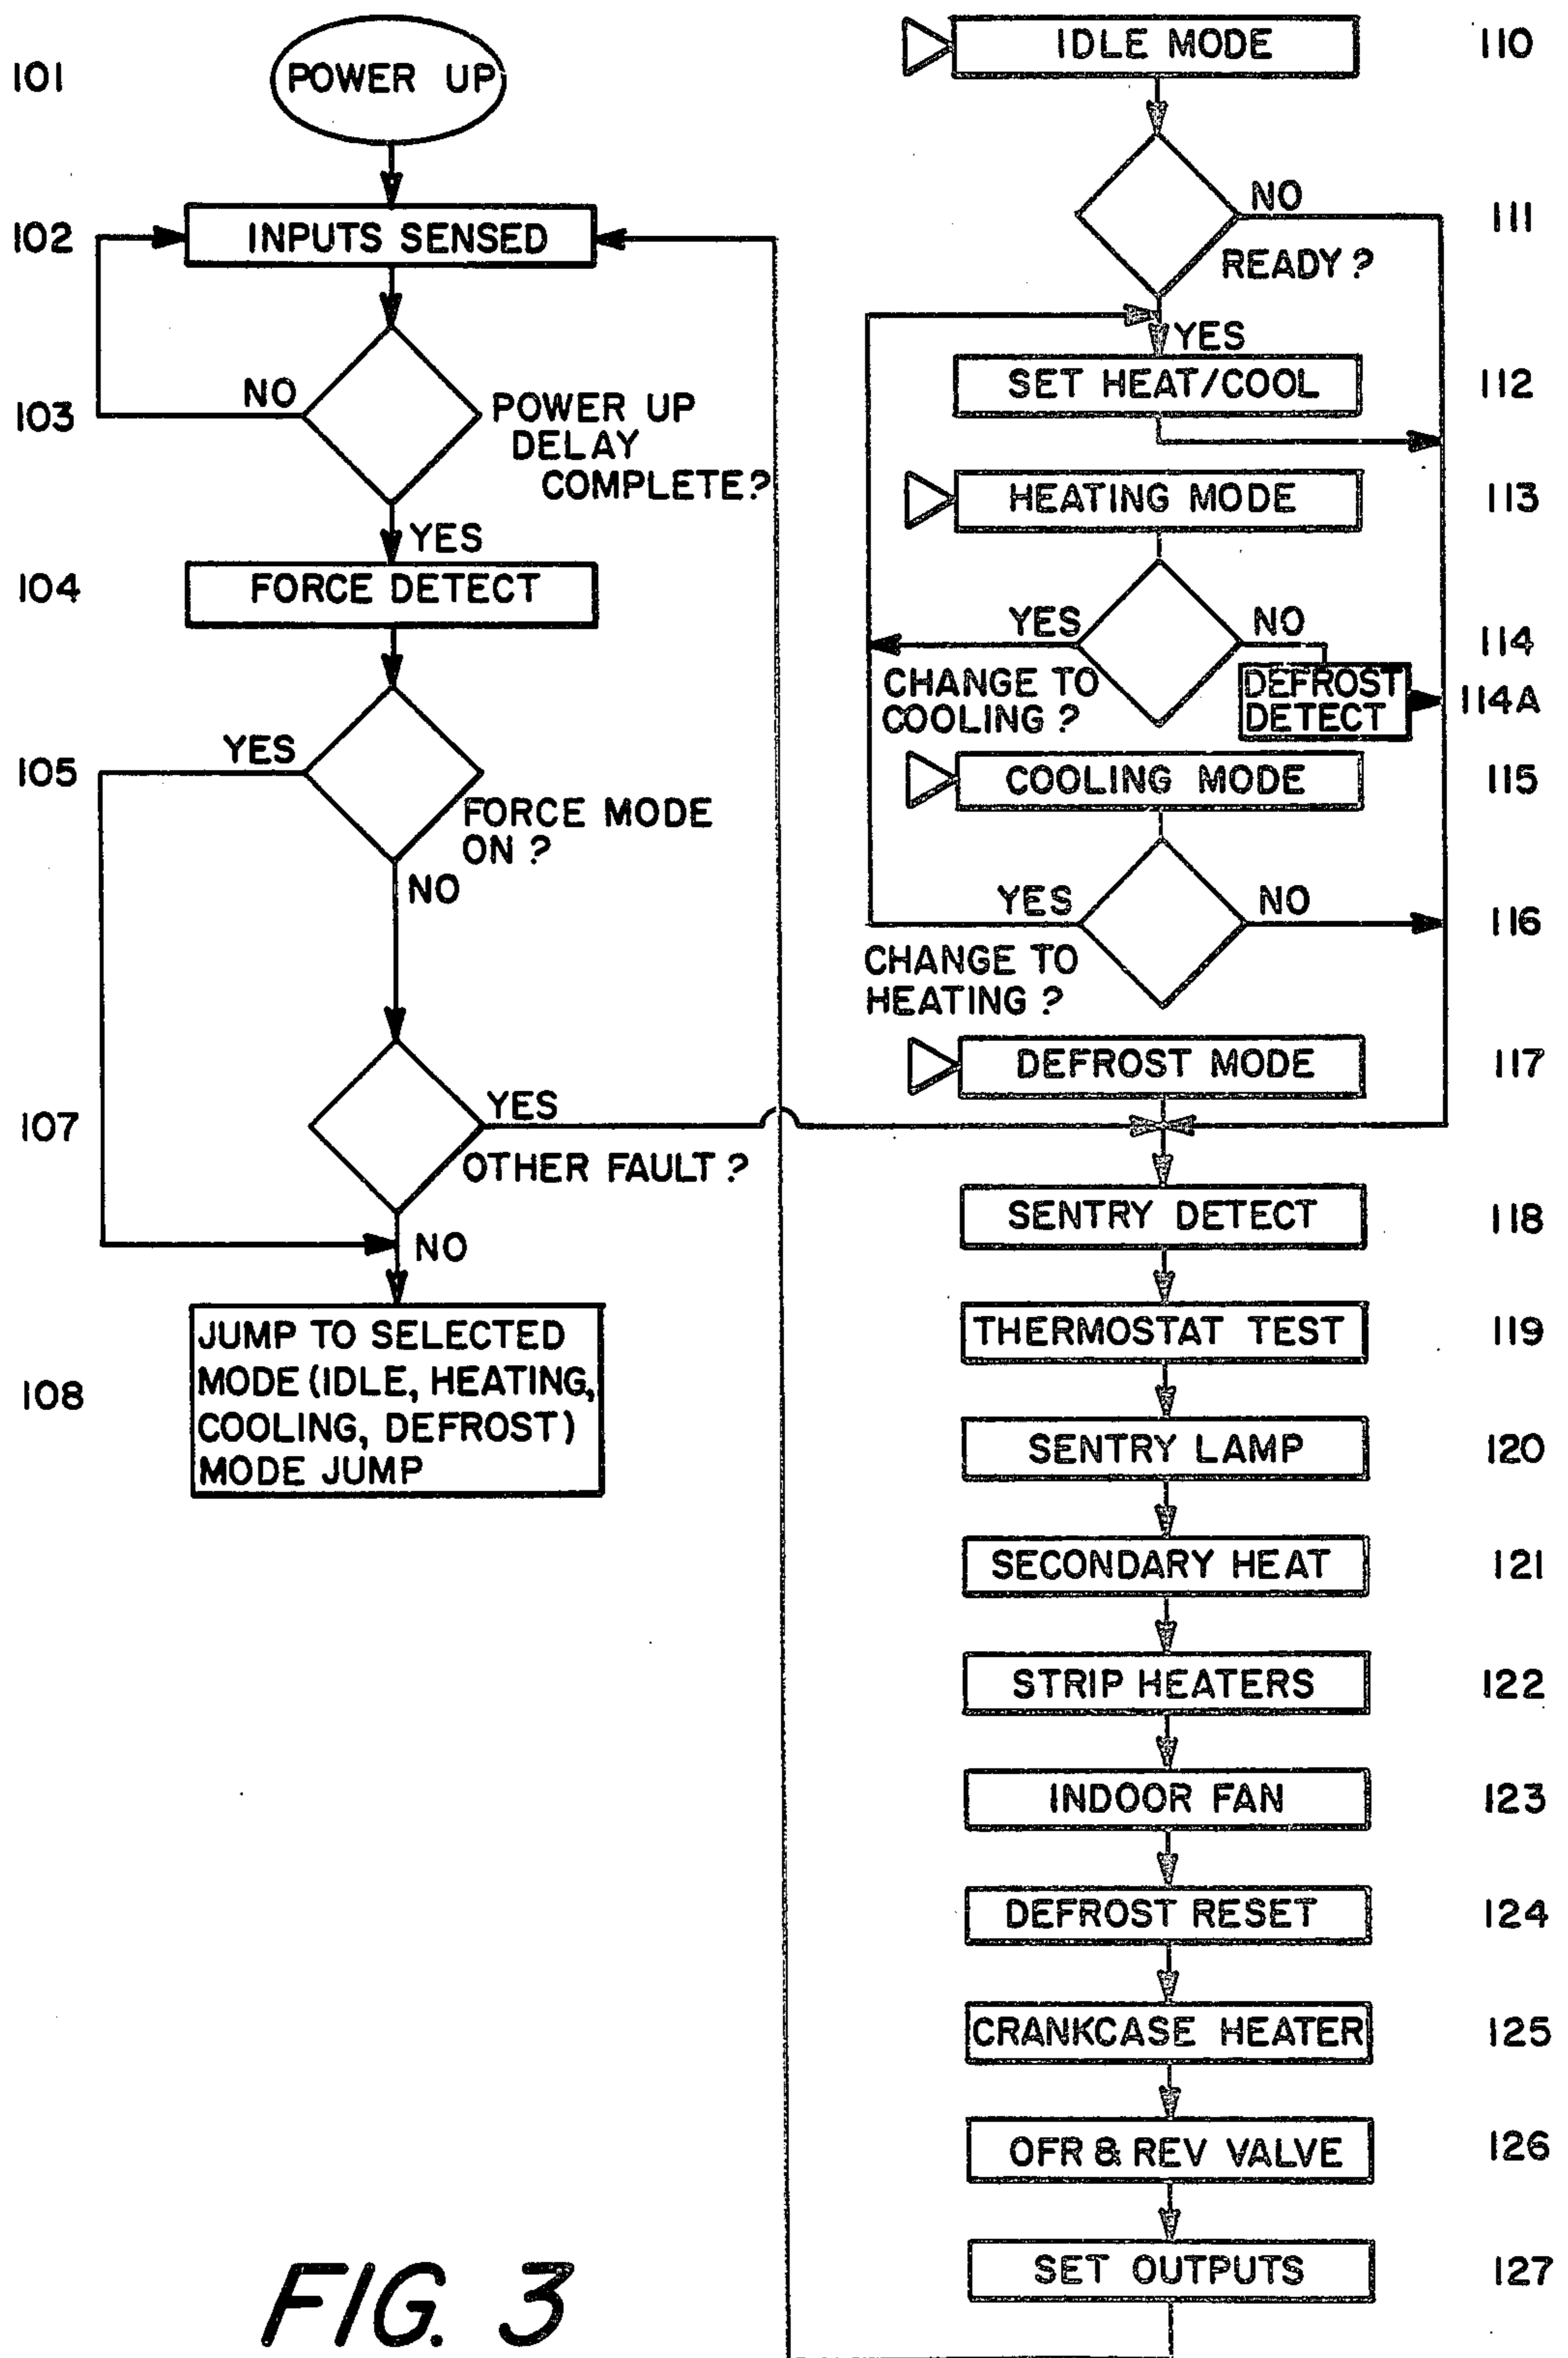 101
POWER UP
102
INPUTS SENSED
NO
103
POWER UP
DELAY
COMPLETE?
YES
104
FORCE DETECT
YES
105
FORCE MODE
ON?
NO
107
YES
OTHER FAULT?
NO
108
JUMP TO SELECTED
MODE (IDLE, HEATING,
COOLING, DEFROST)
MODE JUMP
IDLE MODE
110
NO
111
READY?
YES
SET HEAT/COOL
112
HEATING MODE
113
YES
NO
114
CHANGE TO
COOLING?
DEFROST
DETECT
114A
COOLING MODE
115
YES
NO
116
CHANGE TO
HEATING?
DEFROST MODE
117
SENTRY DETECT
118
THERMOSTAT TEST
119
SENTRY LAMP
120
SECONDARY HEAT
121
STRIP HEATERS
122
INDOOR FAN
123
DEFROST RESET
124
CRANKCASE HEATER
125
OFR & REV VALVE
126
SET OUTPUTS
127
FIG. 3